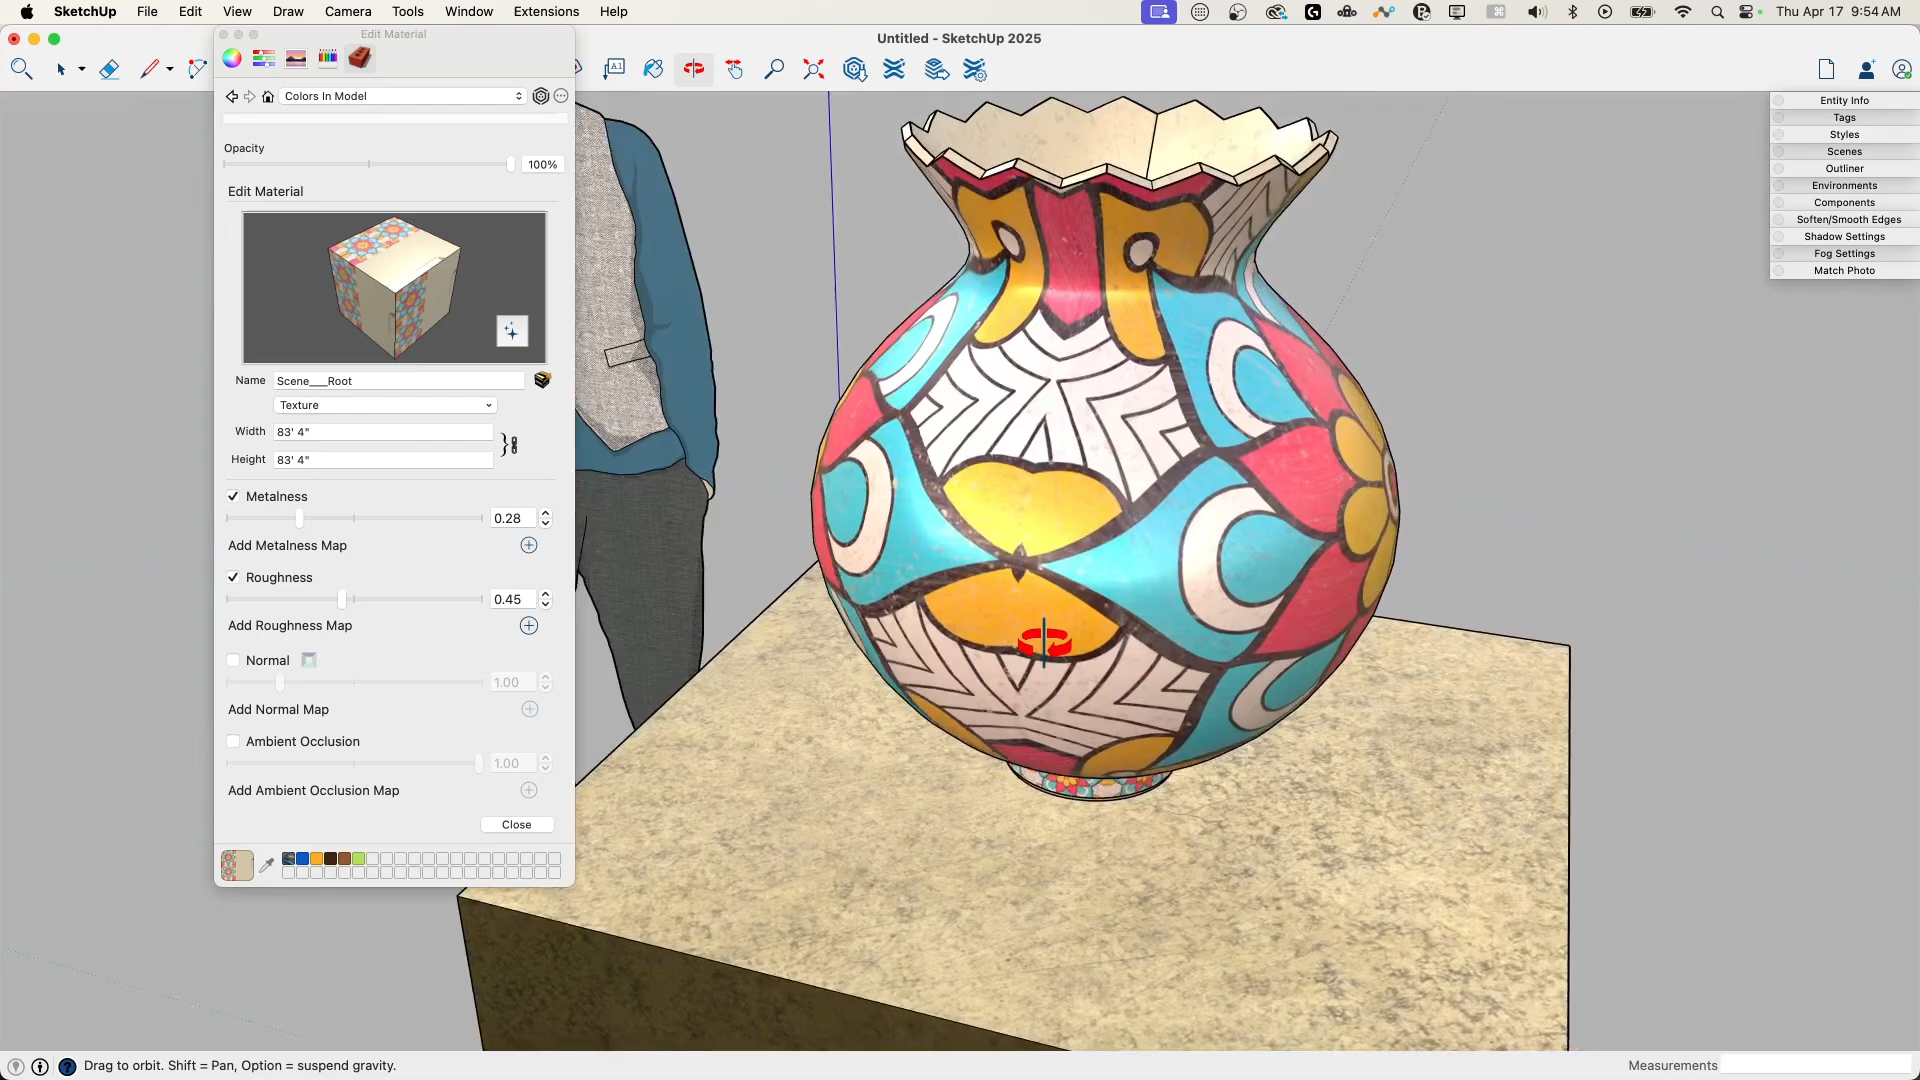 SketchUp File Edit View Draw Camera Tools Window Extensions Help Thu Apr 17 9:54 AM
Untitled - SketchUp 2025
Edit Material
A1
Colors In Model
Opacity
100%
Edit Material
Name Scene___Root
Texture
Width 83' 4"
Height 83' 4"
Metalness
0.28
Add Metalness Map
Roughness
0.45
Add Roughness Map
Normal
1.00
Add Normal Map
Ambient Occlusion
1.00
Add Ambient Occlusion Map
Close
Entity Info
Tags
Styles
Scenes
Outliner
Environments
Components
Soften/Smooth Edges
Shadow Settings
Fog Settings
Match Photo
Drag to orbit. Shift = Pan, Option = suspend gravity.
Measurements